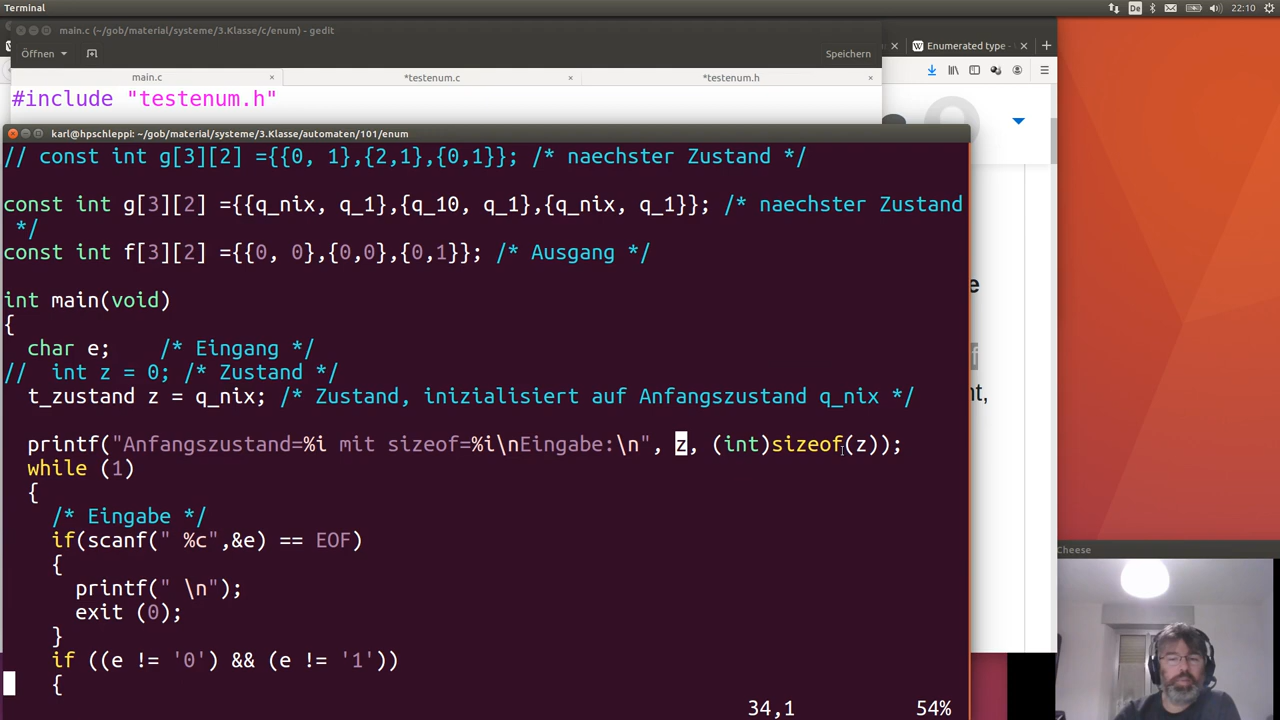 Terminal
De
22:10
main.c (~/gob/material/systeme/3.Klasse/c/enum) - gedit
Öffnen
Speichern
Enumerated type -
main.c
*testenum.c
*testenum.h
#include "testenum.h"
karl@hpschleppi: ~/gob/material/systeme/3.Klasse/automaten/101/enum
// const int g[3][2] ={{0, 1},{2,1},{0,1}}; /* naechster Zustand */
const int g[3][2] ={{q_nix, q_1},{q_10, q_1},{q_nix, q_1}}; /* naechster Zustand
*/
const int f[3][2] ={{0, 0},{0,0},{0,1}}; /* Ausgang */
int main(void)
{
char e; /* Eingang */
// int z = 0; /* Zustand */
t_zustand z = q_nix; /* Zustand, inizialisiert auf Anfangszustand q_nix */
printf("Anfangszustand=%i mit sizeof=%i\nEingabe:\n", z, (int)sizeof(z));
while (1)
{
/* Eingabe */
if(scanf(" %c",&e) == EOF)
{
printf(" \n");
exit (0);
}
if ((e != '0') && (e != '1'))
{
34,1 54%
Cheese